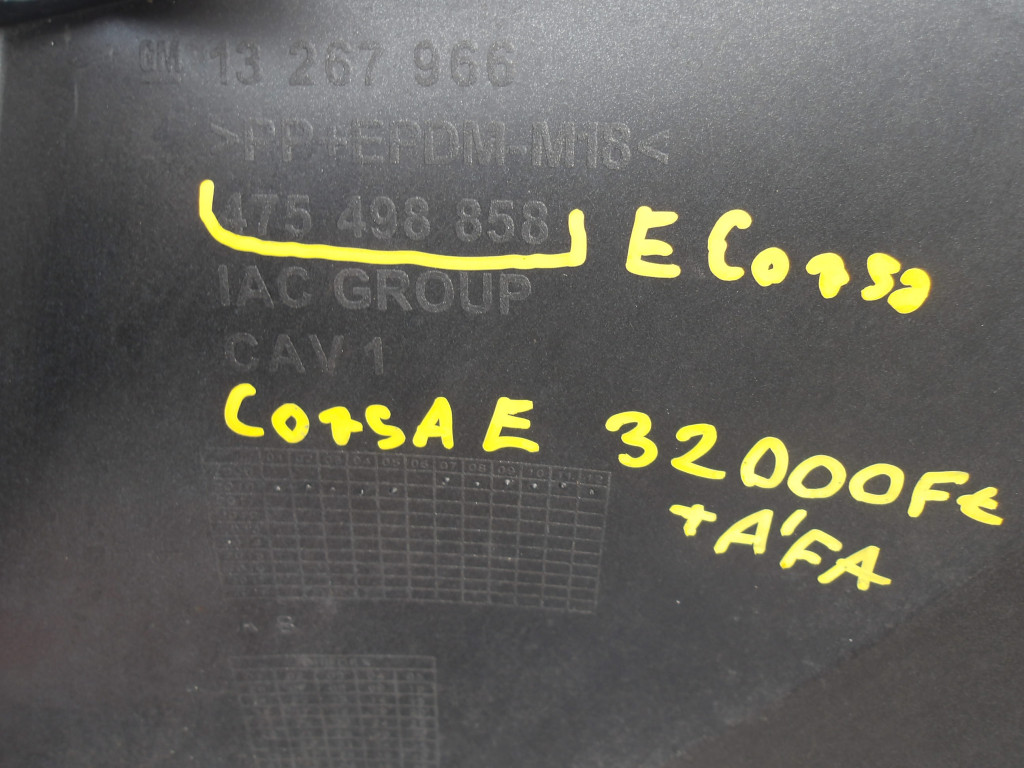 GM 13 267 966
>PP+EPDM-M18<
475 498 858 E Corsa
IAC GROUP
CAV 1
CorsA E 32000Ft
+ÁFA
A B